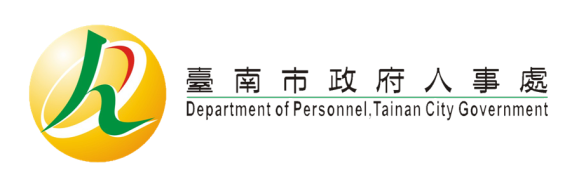 臺南市政府人事處
Department of Personnel,Tainan City Government